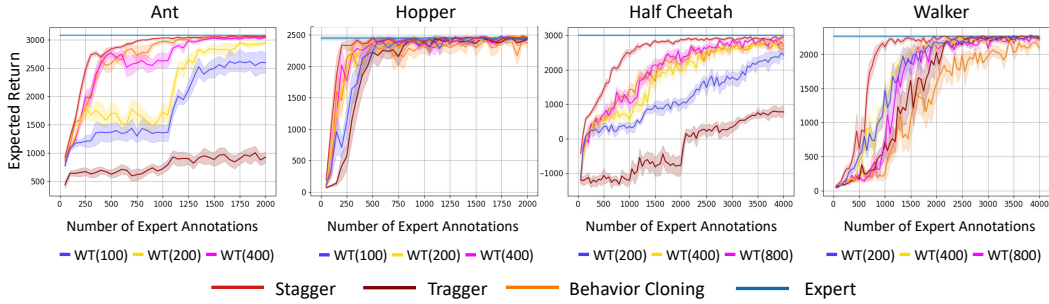 Ant Hopper Half Cheetah Walker
Expected Return
3000
2500
2000
1500
1000
500
0 250 500 750 1000 1250 1500 1750 2000
2500
2000
1500
1000
500
0
0 250 500 750 1000 1250 1500 1750 2000
3000
2000
1000
0
-1000
0 500 1000 1500 2000 2500 3000 3500 4000
2000
1500
1000
500
0
0 500 1000 1500 2000 2500 3000 3500 4000
Number of Expert Annotations Number of Expert Annotations Number of Expert Annotations Number of Expert Annotations
WT(100) WT(200) WT(400) WT(100) WT(200) WT(400) WT(200) WT(400) WT(800) WT(200) WT(400) WT(800)
Stagger Tragger Behavior Cloning Expert